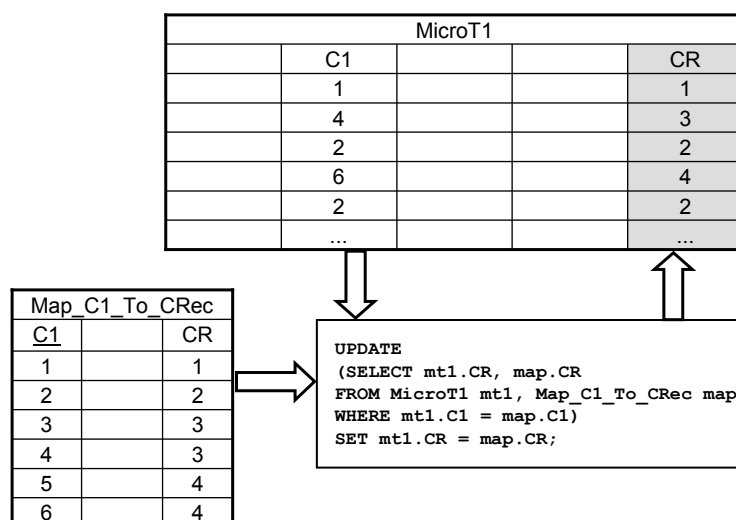 MicroT1
C1 CR
1 1
4 3
2 2
6 4
2 2
... ...
Map_C1_To_CRec
C1 CR
1 1
2 2
3 3
4 3
5 4
6 4
UPDATE
(SELECT mt1.CR, map.CR
FROM MicroT1 mt1, Map_C1_To_CRec map
WHERE mt1.C1 = map.C1)
SET mt1.CR = map.CR;